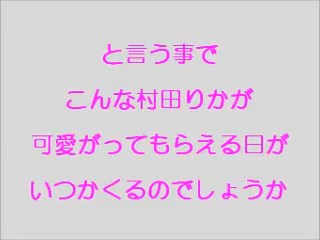 と言う事で
こんな村田りかが
可愛がってもらえる日が
いつかくるのでしょうか